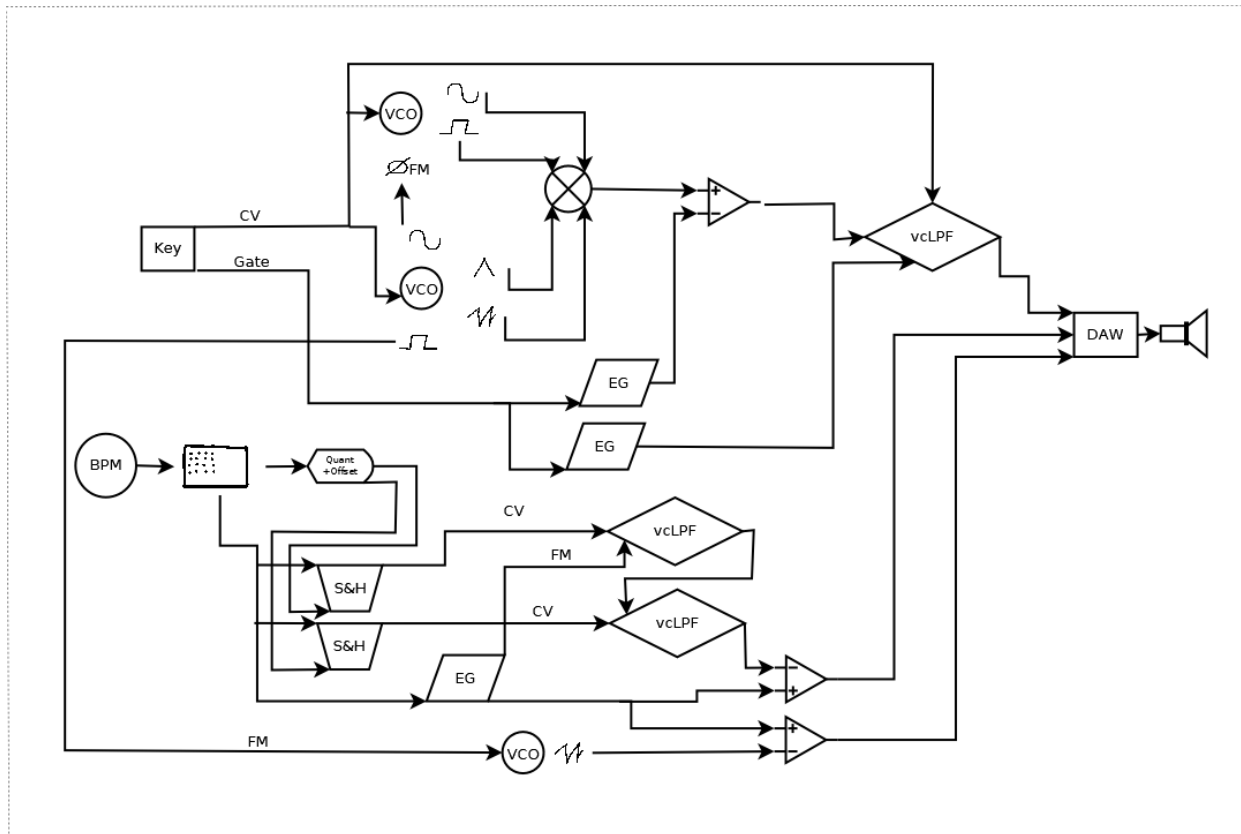 VCO
ØFM
CV
Key
Gate
VCO
vcLPF
DAW
EG
EG
BPM
Quant
+Offset
CV
vcLPF
FM
S&H
CV
vcLPF
S&H
EG
FM
VCO
+
−
−
+
+
−